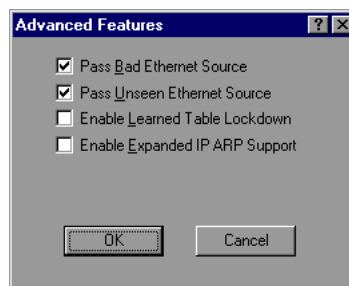 Advanced Features
Pass Bad Ethernet Source
Pass Unseen Ethernet Source
Enable Learned Table Lockdown
Enable Expanded IP ARP Support
OK
Cancel